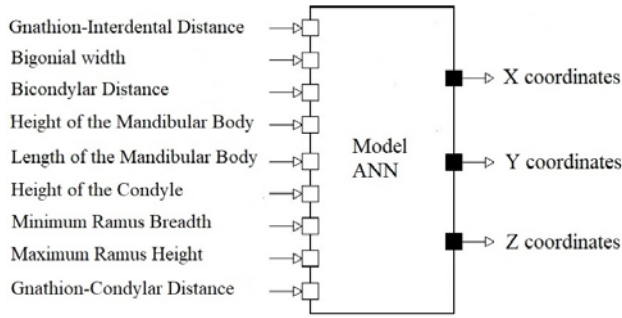 Gnathion-Interdental Distance
Bigonial width
Bicondylar Distance
Height of the Mandibular Body
Length of the Mandibular Body
Height of the Condyle
Minimum Ramus Breadth
Maximum Ramus Height
Gnathion-Condylar Distance
Model
ANN
X coordinates
Y coordinates
Z coordinates